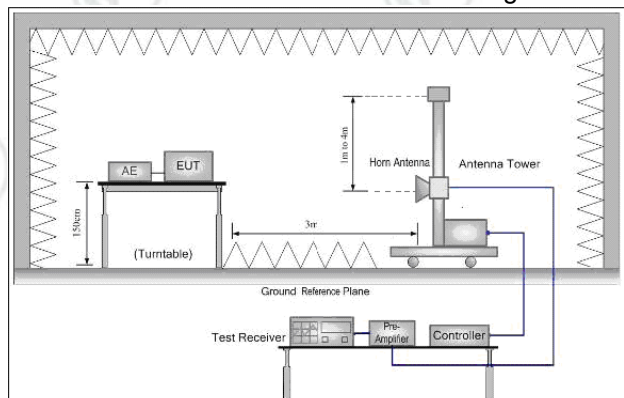 1m to 4m
Horn Antenna
Antenna Tower
AE
EUT
150cm
(Turntable)
3m
Ground Reference Plane
Test Receiver
Pre-
Amplifier
Controller